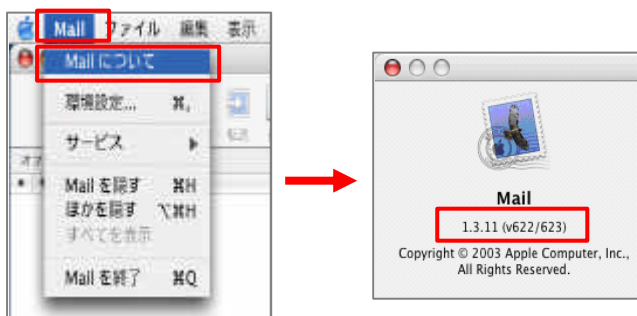 Mail ファイル 編集 表示
Mail について
環境設定... ⌘,
サービス
Mail を隠す ⌘H
ほかを隠す ⌥⌘H
すべてを表示
Mail を終了 ⌘Q
Mail
1.3.11 (v622/623)
Copyright © 2003 Apple Computer, Inc.,
All Rights Reserved.